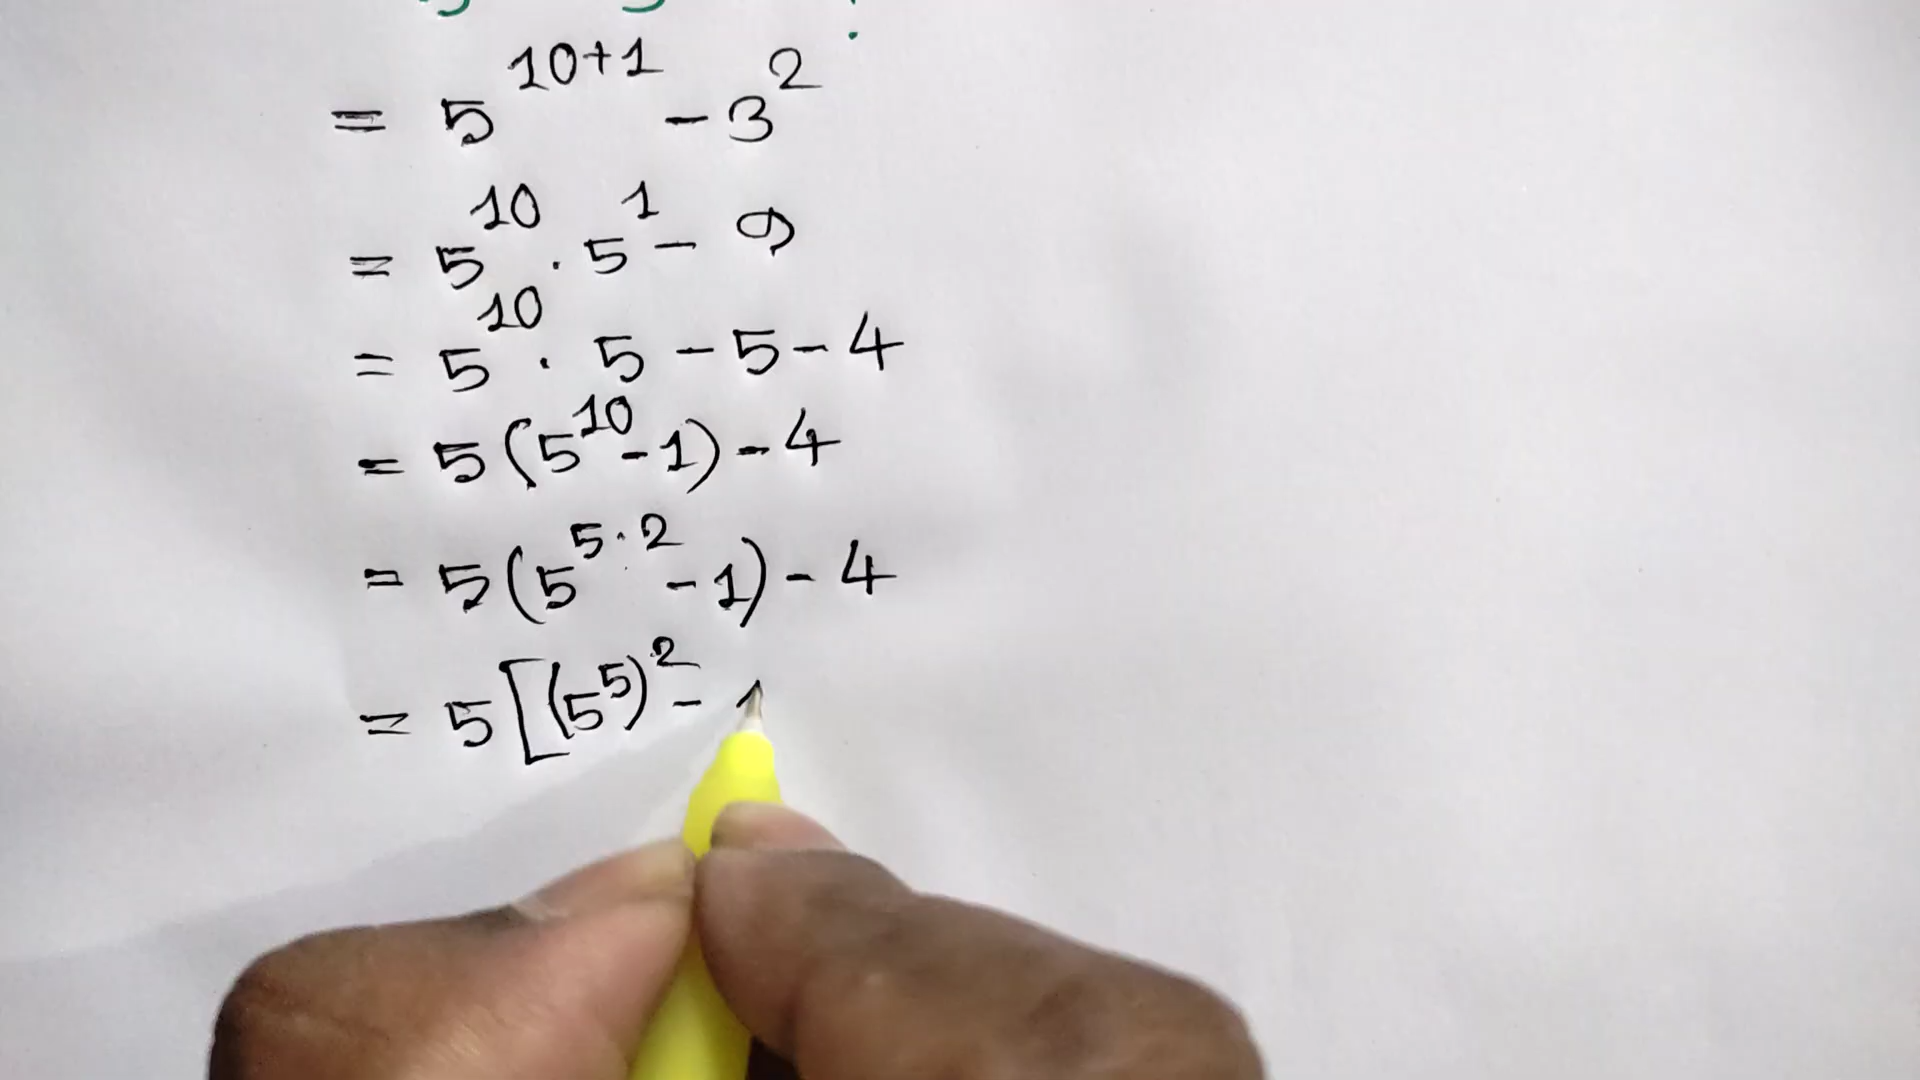 = 5^{10+1} - 3^2
= 5^{10} · 5^1 - 9
= 5^{10} · 5 - 5 - 4
= 5(5^{10} - 1) - 4
= 5(5^{5·2} - 1) - 4
= 5[(5^5)^2 - 1